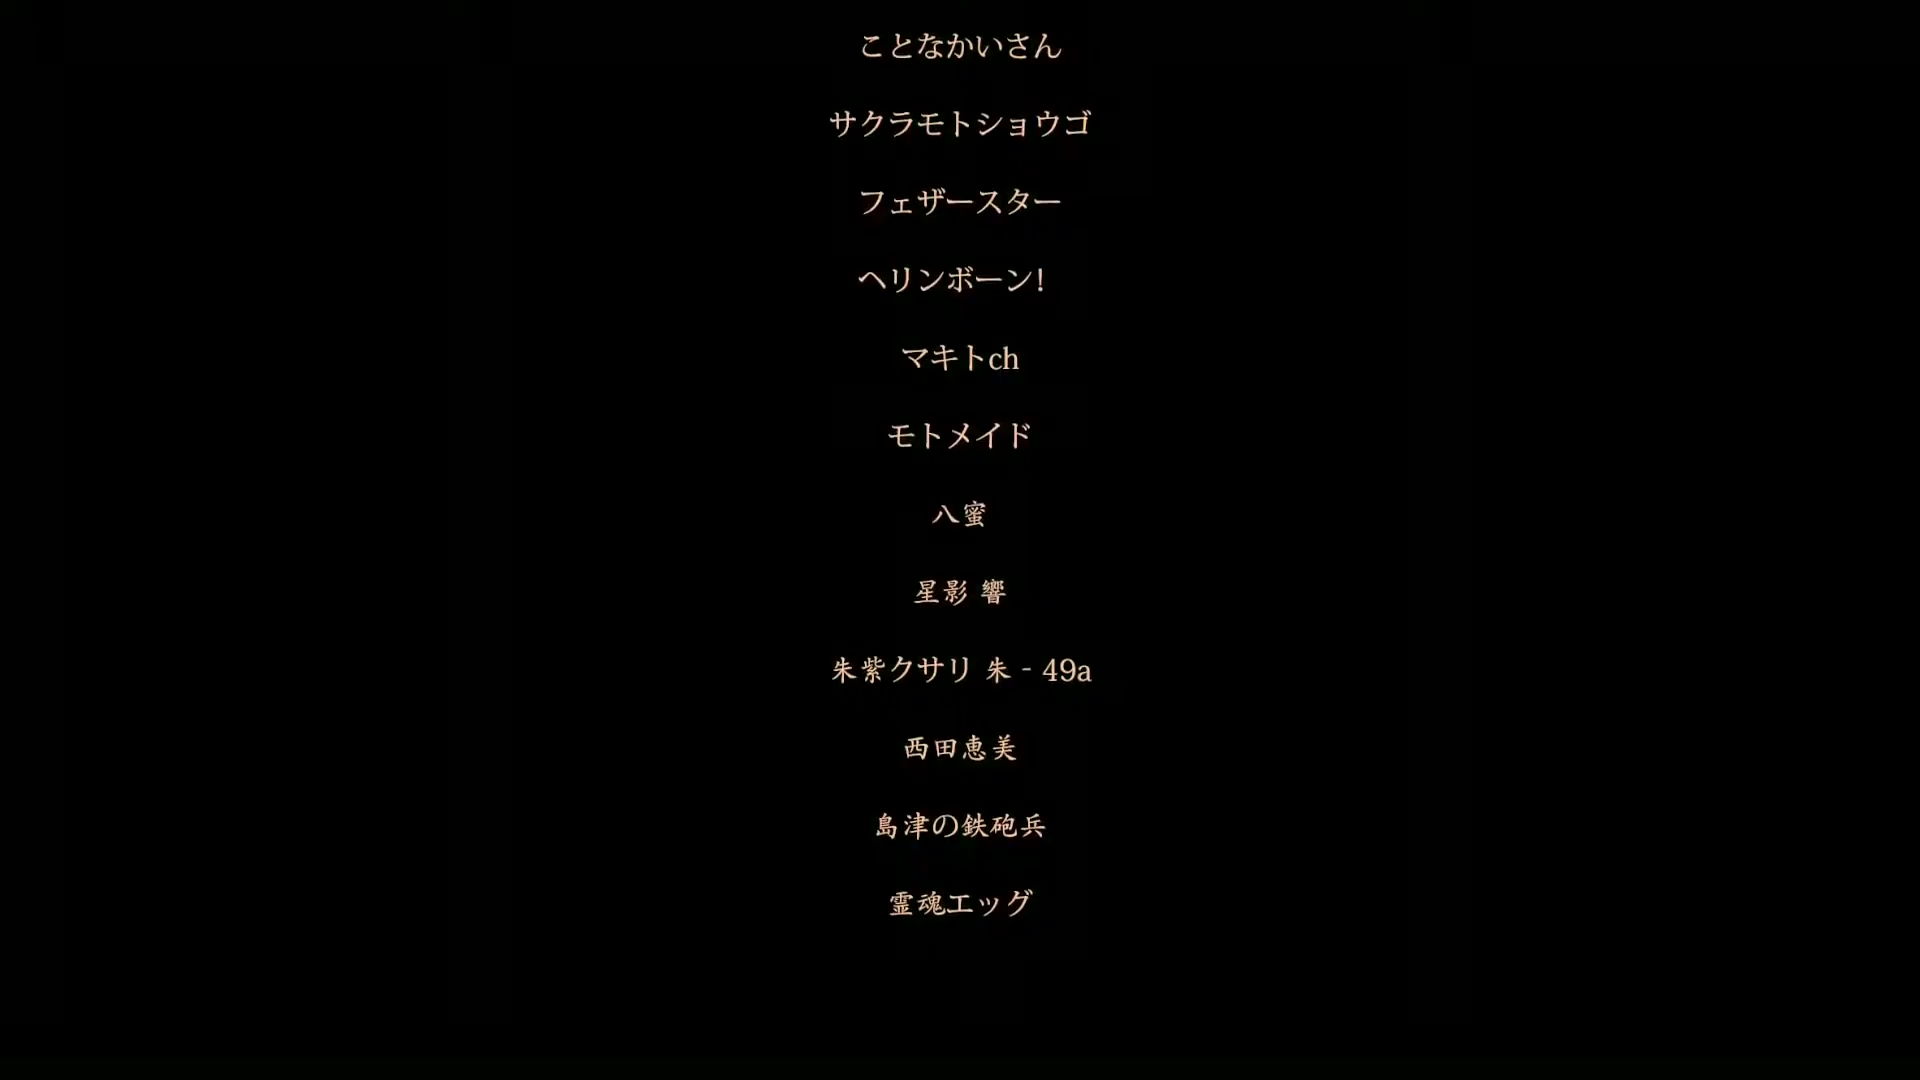 ことなかいさん
サクラモトショウゴ
フェザースター
ヘリンボーン!
マキトch
モトメイド
八蜜
星影 響
朱紫クサリ 朱 - 49a
西田恵美
島津の鉄砲兵
霊魂エッグ